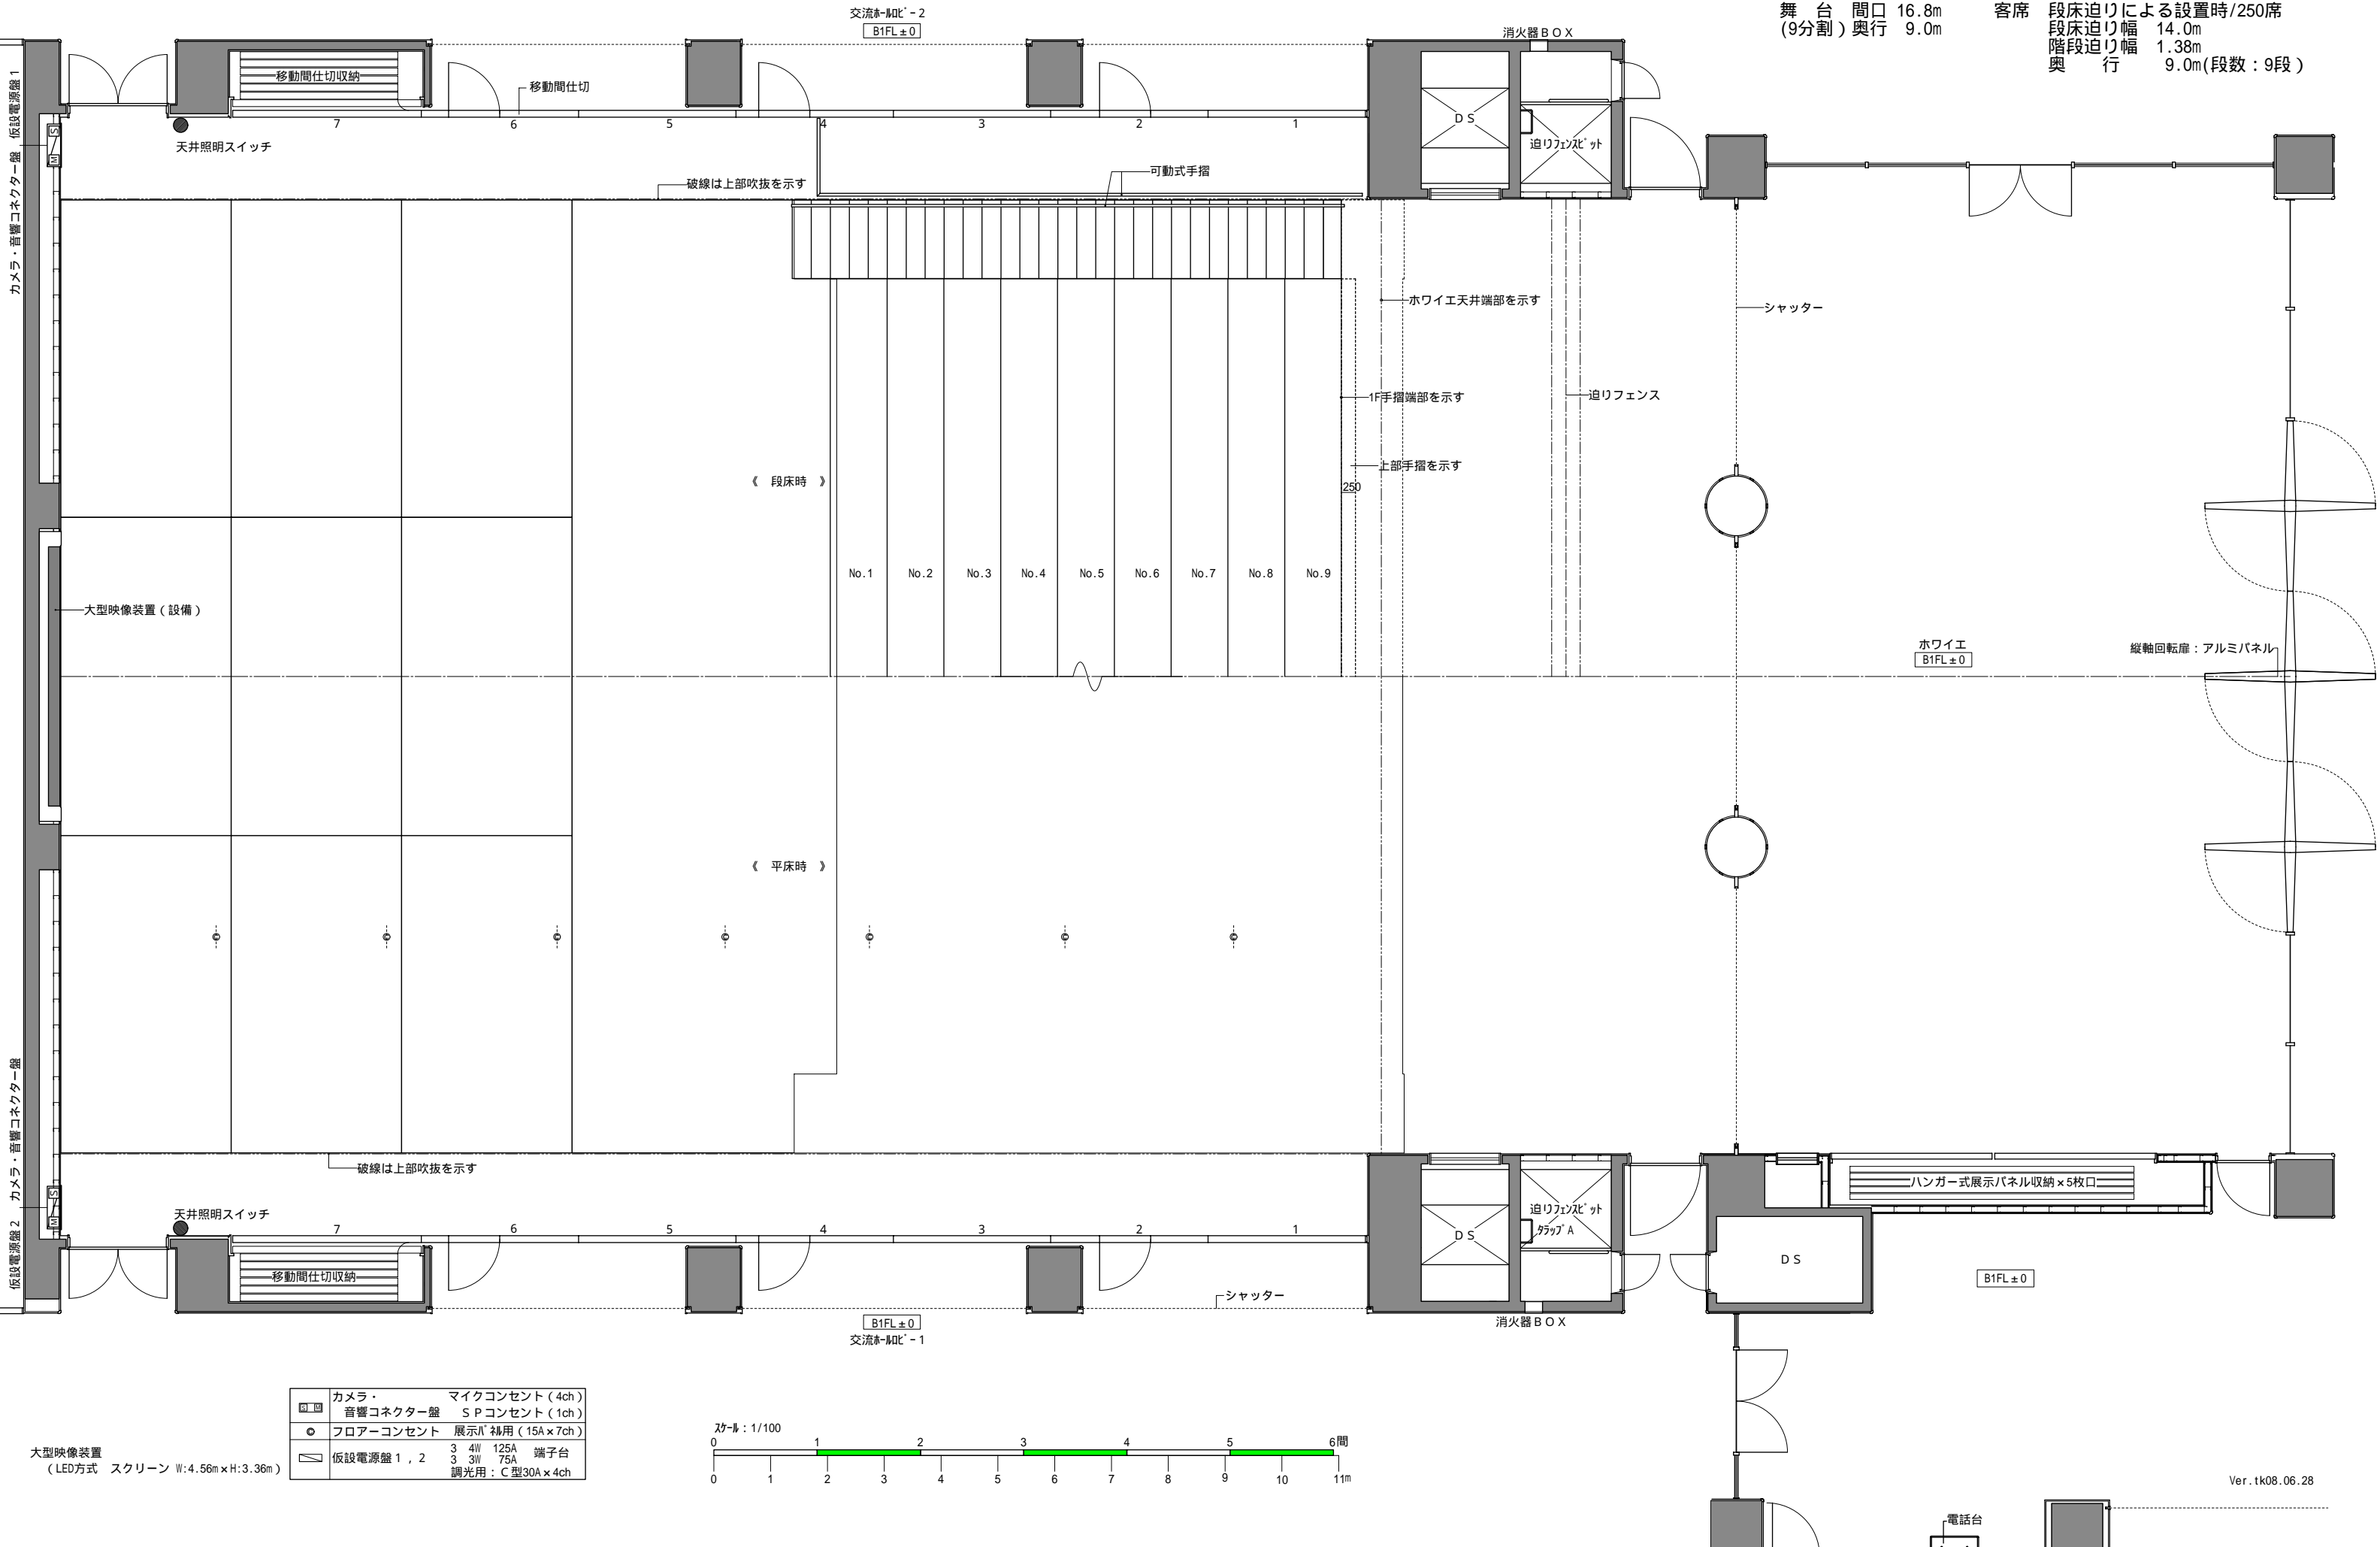 舞　台　間口 16.8m
(9分割)奥行　9.0m
客席　段床迫りによる設置時/250席
段床迫り幅　14.0m
階段迫り幅　1.38m
奥　　行　　9.0m(段数：9段)
交流ﾎｰﾙﾛﾋﾞｰ2
B1FL±0
消火器ＢＯＸ
カメラ・音響コネクター盤　仮設電源盤１
移動間仕切収納
移動間仕切
S
M
7
6
5
4
3
2
1
天井照明スイッチ
ＤＳ
迫りﾌｪﾝｽﾋﾟｯﾄ
可動式手摺
破線は上部吹抜を示す
ホワイエ天井端部を示す
シャッター
1F手摺端部を示す
迫りフェンス
上部手摺を示す
250
《　段床時　》
No.1
No.2
No.3
No.4
No.5
No.6
No.7
No.8
No.9
大型映像装置（設備）
ホワイエ
B1FL±0
縦軸回転扉：アルミパネル
《　平床時　》
©
©
©
©
©
©
©
破線は上部吹抜を示す
仮設電源盤２　カメラ・音響コネクター盤
S
M
天井照明スイッチ
7
6
5
4
3
2
1
移動間仕切収納
ＤＳ
迫りﾌｪﾝｽﾋﾟｯﾄ
ﾀﾗｯﾌﾟA
ハンガー式展示パネル収納×5枚口
ＤＳ
B1FL±0
シャッター
消火器ＢＯＸ
B1FL±0
交流ﾎｰﾙﾛﾋﾞｰ1
S M
カメラ・　　　マイクコンセント（4ch）
音響コネクター盤　ＳＰコンセント（1ch）
©　フロアーコンセント　展示ﾊﾟﾈﾙ用（15A×7ch）
仮設電源盤１，２　3　4W　125A　端子台
3　3W　75A
調光用：Ｃ型30A×4ch
大型映像装置
（LED方式　スクリーン W:4.56m×H:3.36m）
ｽｹｰﾙ：1/100
0　1　2　3　4　5　6間
0　1　2　3　4　5　6　7　8　9　10　11m
Ver.tk08.06.28
電話台